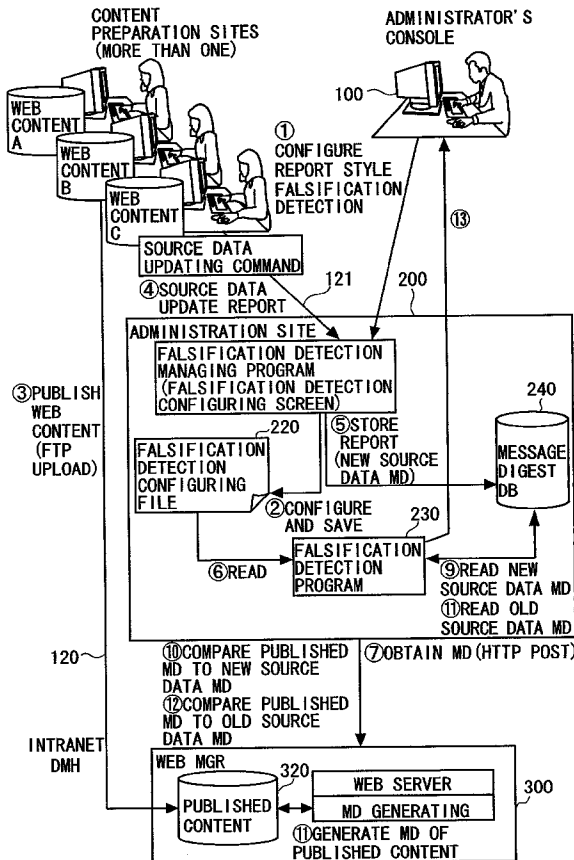 CONTENT
PREPARATION SITES
(MORE THAN ONE)
ADMINISTRATOR'S
CONSOLE
100
WEB
CONTENT
A
WEB
CONTENT
B
WEB
CONTENT
C
①
CONFIGURE
REPORT STYLE
FALSIFICATION
DETECTION
⑬
SOURCE DATA
UPDATING COMMAND
④SOURCE DATA
UPDATE REPORT
121
200
ADMINISTRATION SITE
FALSIFICATION DETECTION
MANAGING PROGRAM
(FALSIFICATION DETECTION
CONFIGURING SCREEN)
③PUBLISH
WEB
CONTENT
(FTP
UPLOAD)
220
FALSIFICATION
DETECTION
CONFIGURING
FILE
⑤STORE
REPORT
(NEW SOURCE
DATA MD)
240
MESSAGE
DIGEST
DB
②CONFIGURE
AND SAVE
230
⑥READ
FALSIFICATION
DETECTION
PROGRAM
⑨READ NEW
SOURCE DATA MD
⑪READ OLD
SOURCE DATA MD
120
⑩COMPARE PUBLISHED
MD TO NEW SOURCE
DATA MD
⑫COMPARE PUBLISHED
MD TO OLD SOURCE
DATA MD
⑦OBTAIN MD(HTTP POST)
INTRANET
DMH
WEB MGR
320
PUBLISHED
CONTENT
WEB SERVER
MD GENERATING
300
⑪GENERATE MD OF
PUBLISHED CONTENT